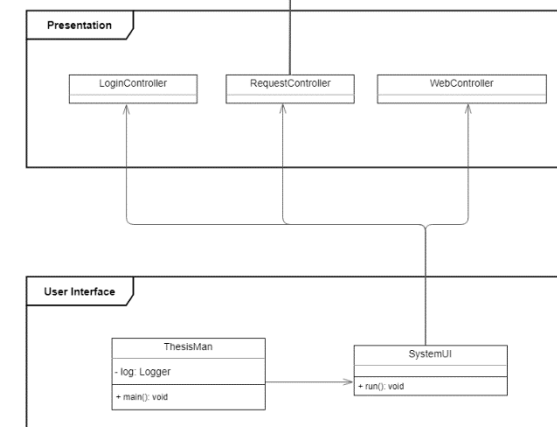 Presentation
LoginController
RequestController
WebController
User Interface
ThesisMan
- log: Logger
+ main(): void
SystemUI
+ run(): void